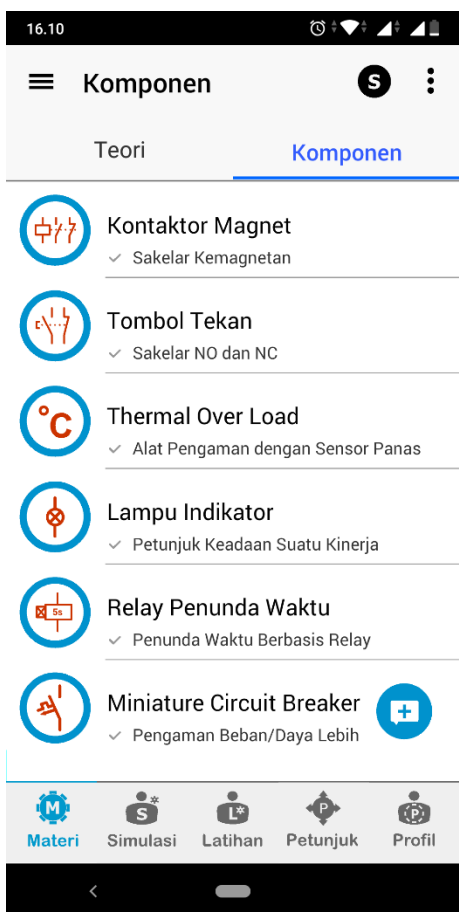 16.10
Komponen
S
Teori
Komponen
Kontaktor Magnet
Sakelar Kemagnetan
Tombol Tekan
Sakelar NO dan NC
°C
Thermal Over Load
Alat Pengaman dengan Sensor Panas
Lampu Indikator
Petunjuk Keadaan Suatu Kinerja
5s
Relay Penunda Waktu
Penunda Waktu Berbasis Relay
Miniature Circuit Breaker
Pengaman Beban/Daya Lebih
M
S
L
P
P
Materi
Simulasi
Latihan
Petunjuk
Profil